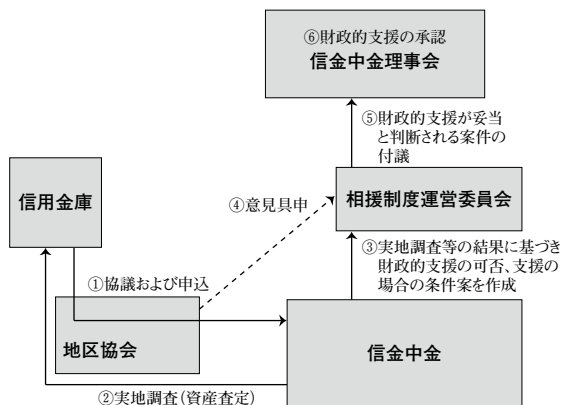 ⑥財政的支援の承認
信金中金理事会
⑤財政的支援が妥当
と判断される案件の
付議
信用金庫
④意見具申
相援制度運営委員会
③実地調査等の結果に基づき
財政的支援の可否、支援の
場合の条件案を作成
①協議および申込
地区協会
信金中金
②実地調査(資産査定)